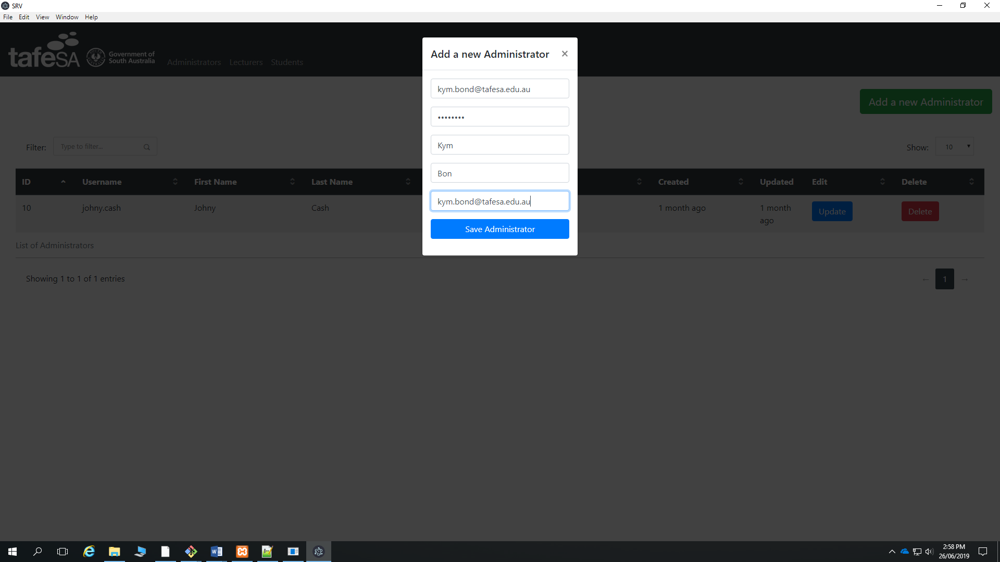 SRV
File Edit View Window Help
tafeSA Government of South Australia Administrators Lecturers Students
Add a new Administrator ×
kym.bond@tafesa.edu.au
••••••••
Kym
Bon
kym.bond@tafesa.edu.au
Save Administrator
Add a new Administrator
Filter: Type to filter... Show: 10
ID Username First Name Last Name Created Updated Edit Delete
10 johny.cash Johny Cash 1 month ago 1 month ago Update Delete
List of Administrators
Showing 1 to 1 of 1 entries ← 1 →
2:58 PM
26/06/2019